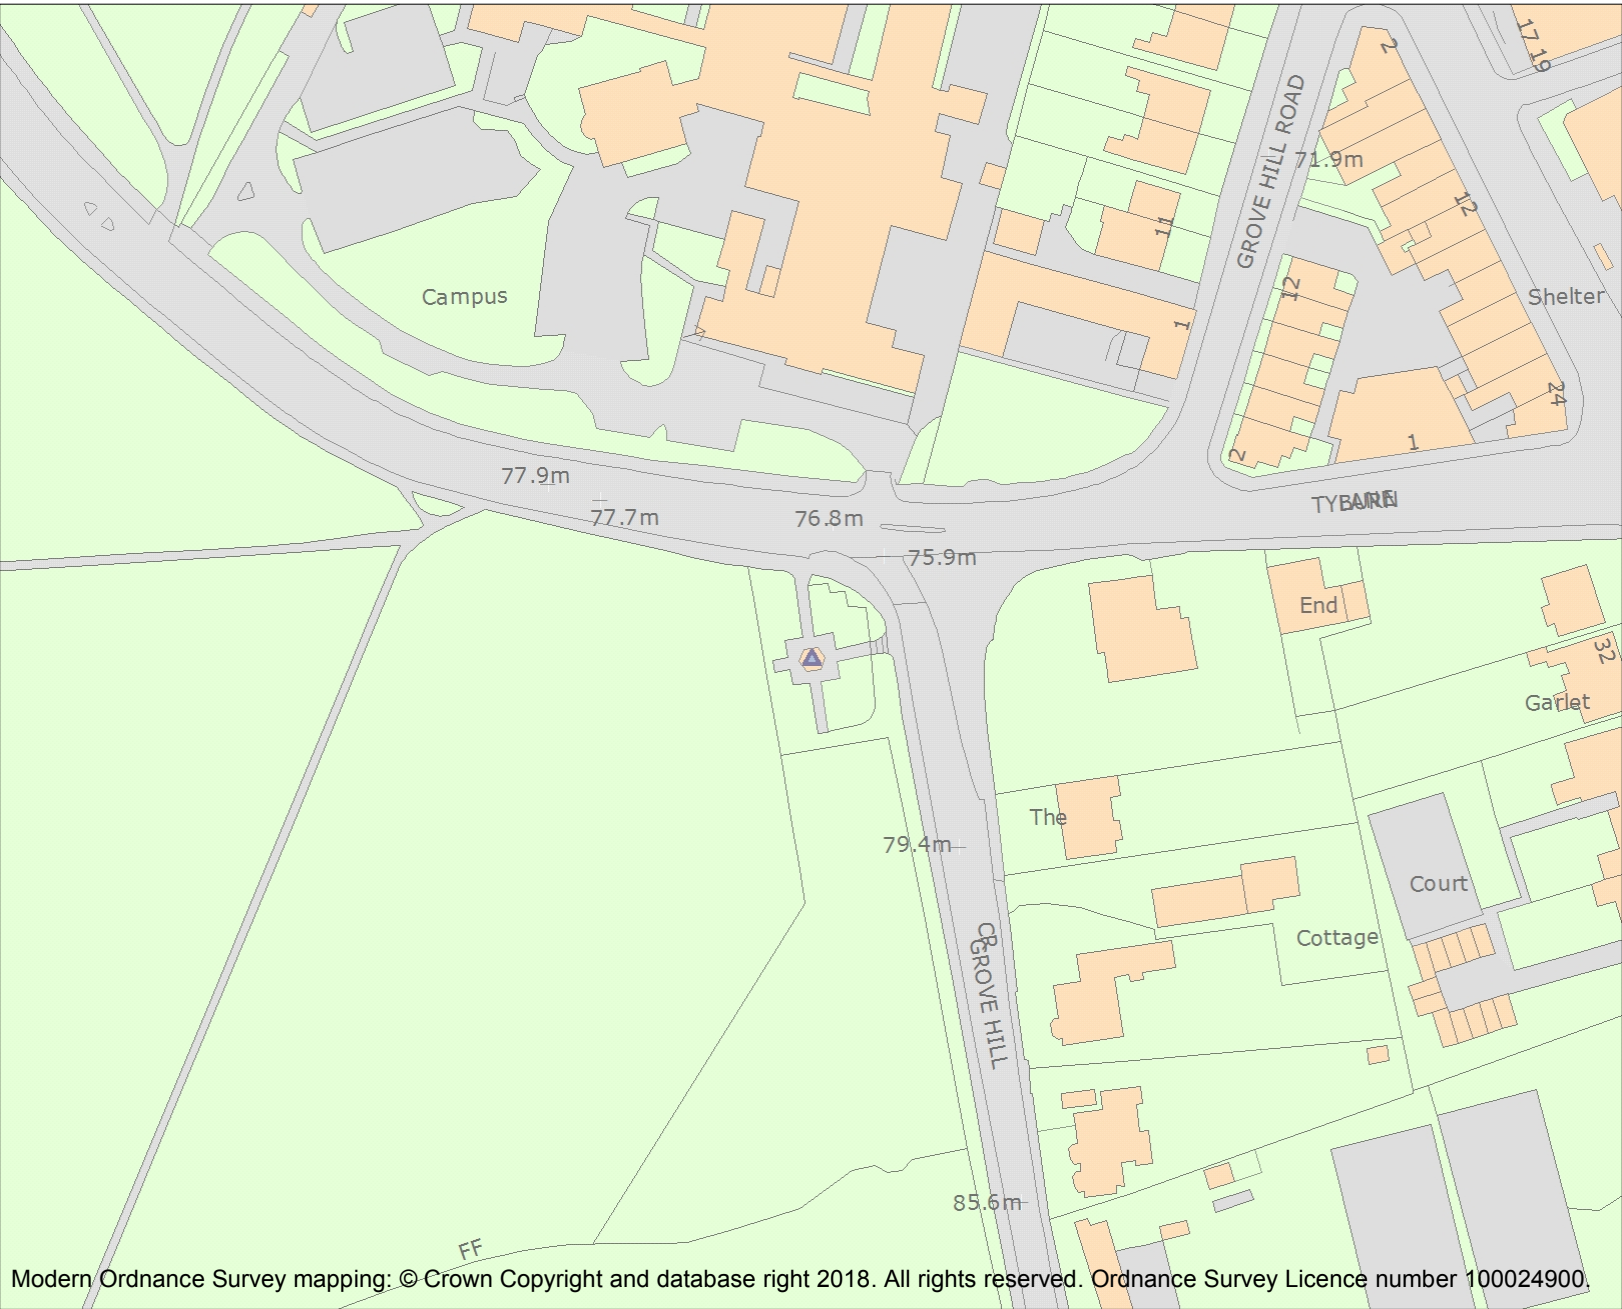 17 19
2
GROVE HILL ROAD
71.9m
12
11
Campus
12
Shelter
1
24
2
1
77.9m
77.7m
76.8m
TYBURN
LANE
75.9m
End
32
Garlet
The
79.4m
Court
CR
GROVE HILL
Cottage
85.6m
FF
Modern Ordnance Survey mapping: © Crown Copyright and database right 2018. All rights reserved. Ordnance Survey Licence number 100024900.